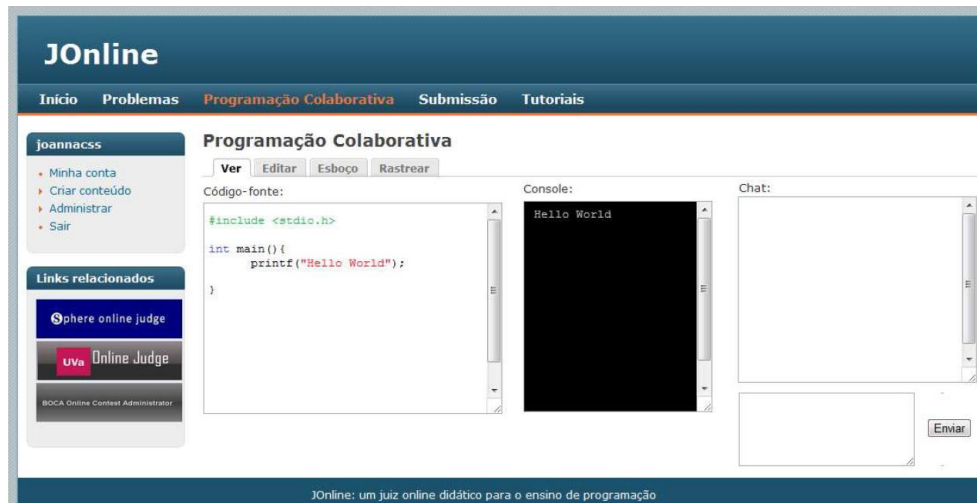 JOnline
Início Problemas Programação Colaborativa Submissão Tutoriais
joannacss
Minha conta
Criar conteúdo
Administrar
Sair
Links relacionados
Sphere online judge
UVa Online Judge
BOCA Online Contest Administrator
Programação Colaborativa
Ver Editar Esboço Rastrear
Código-fonte:
#include <stdio.h>
int main(){
printf("Hello World");
}
Console:
Hello World
Chat:
Enviar
JOnline: um juiz online didático para o ensino de programação